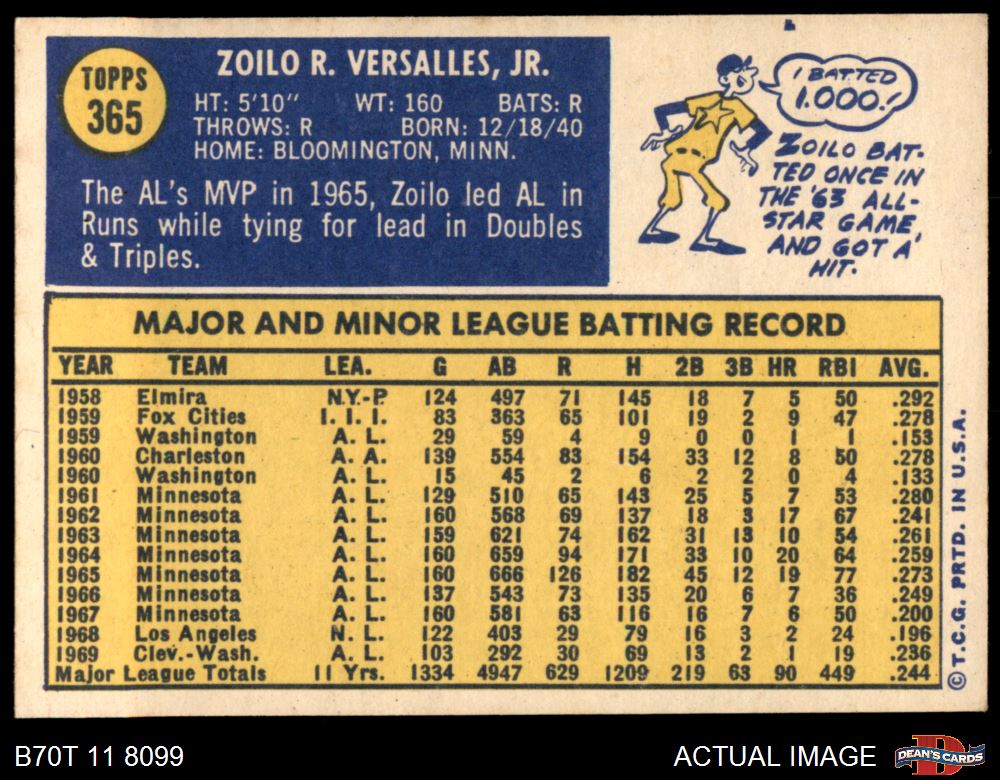 TOPPS
365
ZOILO R. VERSALLES, JR.
HT: 5'10" WT: 160 BATS: R
THROWS: R BORN: 12/18/40
HOME: BLOOMINGTON, MINN.
The AL's MVP in 1965, Zoilo led AL in
Runs while tying for lead in Doubles
& Triples.
I BATTED
1.000!
ZOILO BAT-
TED ONCE IN
THE '63 ALL-
STAR GAME,
AND GOT A
HIT.
MAJOR AND MINOR LEAGUE BATTING RECORD
YEAR TEAM LEA. G AB R H 2B 3B HR RBI AVG.
1958 Elmira N.Y.-P. 124 497 71 145 18 7 5 50 .292
1959 Fox Cities I. I. I. 83 363 65 101 19 2 9 47 .278
1959 Washington A. L. 29 59 4 9 0 0 1 1 .153
1960 Charleston A. A. 139 554 83 154 33 12 8 50 .278
1960 Washington A. L. 15 45 2 6 2 2 0 4 .133
1961 Minnesota A. L. 129 510 65 143 25 5 7 53 .280
1962 Minnesota A. L. 160 568 69 137 18 3 17 67 .241
1963 Minnesota A. L. 159 621 74 162 31 13 10 54 .261
1964 Minnesota A. L. 160 659 94 171 33 10 20 64 .259
1965 Minnesota A. L. 160 666 126 182 45 12 19 77 .273
1966 Minnesota A. L. 137 543 73 135 20 6 7 36 .249
1967 Minnesota A. L. 160 581 63 116 16 7 6 50 .200
1968 Los Angeles N. L. 122 403 29 79 16 3 2 24 .196
1969 Clev.-Wash. A. L. 103 292 30 69 13 2 1 19 .236
Major League Totals 11 Yrs. 1334 4947 629 1209 219 63 90 449 .244
©T.C.G. PRTD. IN U.S.A.
B70T 11 8099
ACTUAL IMAGE
DEAN'S CARDS